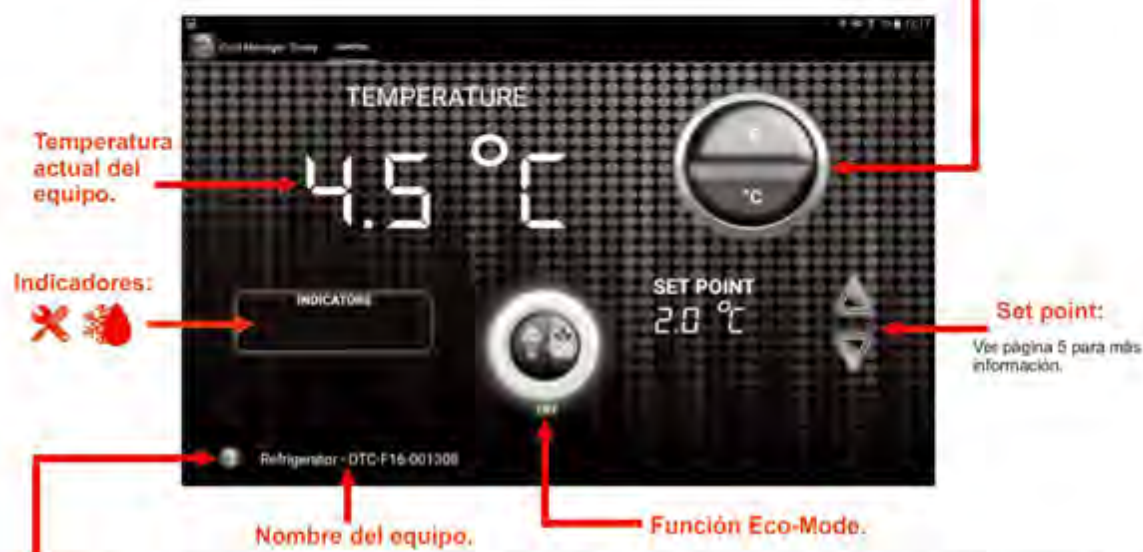 TEMPERATURE
Temperatura
actual del
equipo.
4.5 °C
°C
Indicadores:
INDICATORS
SET POINT
2.0 °C
Set point:
Ver página 5 para más
información.
Refrigerator - DTC-F16-001308
Nombre del equipo.
Función Eco-Mode.